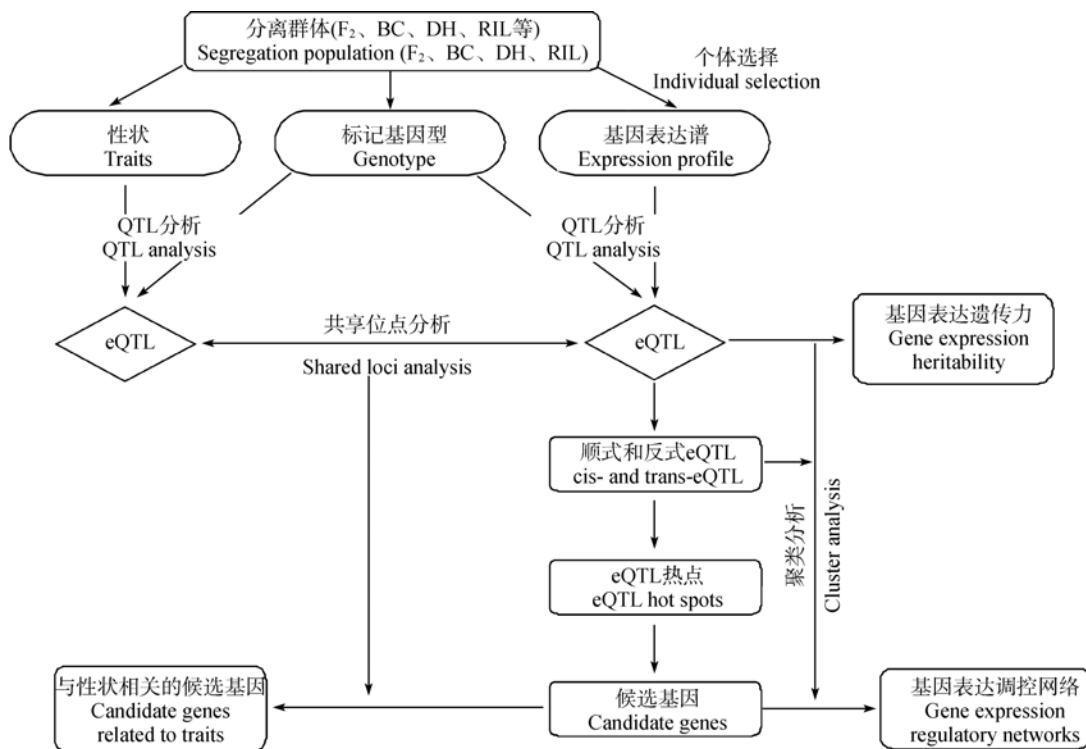 分离群体(F₂、BC、DH、RIL等)
Segregation population (F₂、BC、DH、RIL)
个体选择
Individual selection
性状
Traits
标记基因型
Genotype
基因表达谱
Expression profile
QTL分析
QTL analysis
QTL分析
QTL analysis
eQTL
共享位点分析
Shared loci analysis
eQTL
基因表达遗传力
Gene expression
heritability
顺式和反式eQTL
cis- and trans-eQTL
聚类分析
Cluster analysis
eQTL热点
eQTL hot spots
与性状相关的候选基因
Candidate genes
related to traits
候选基因
Candidate genes
基因表达调控网络
Gene expression
regulatory networks